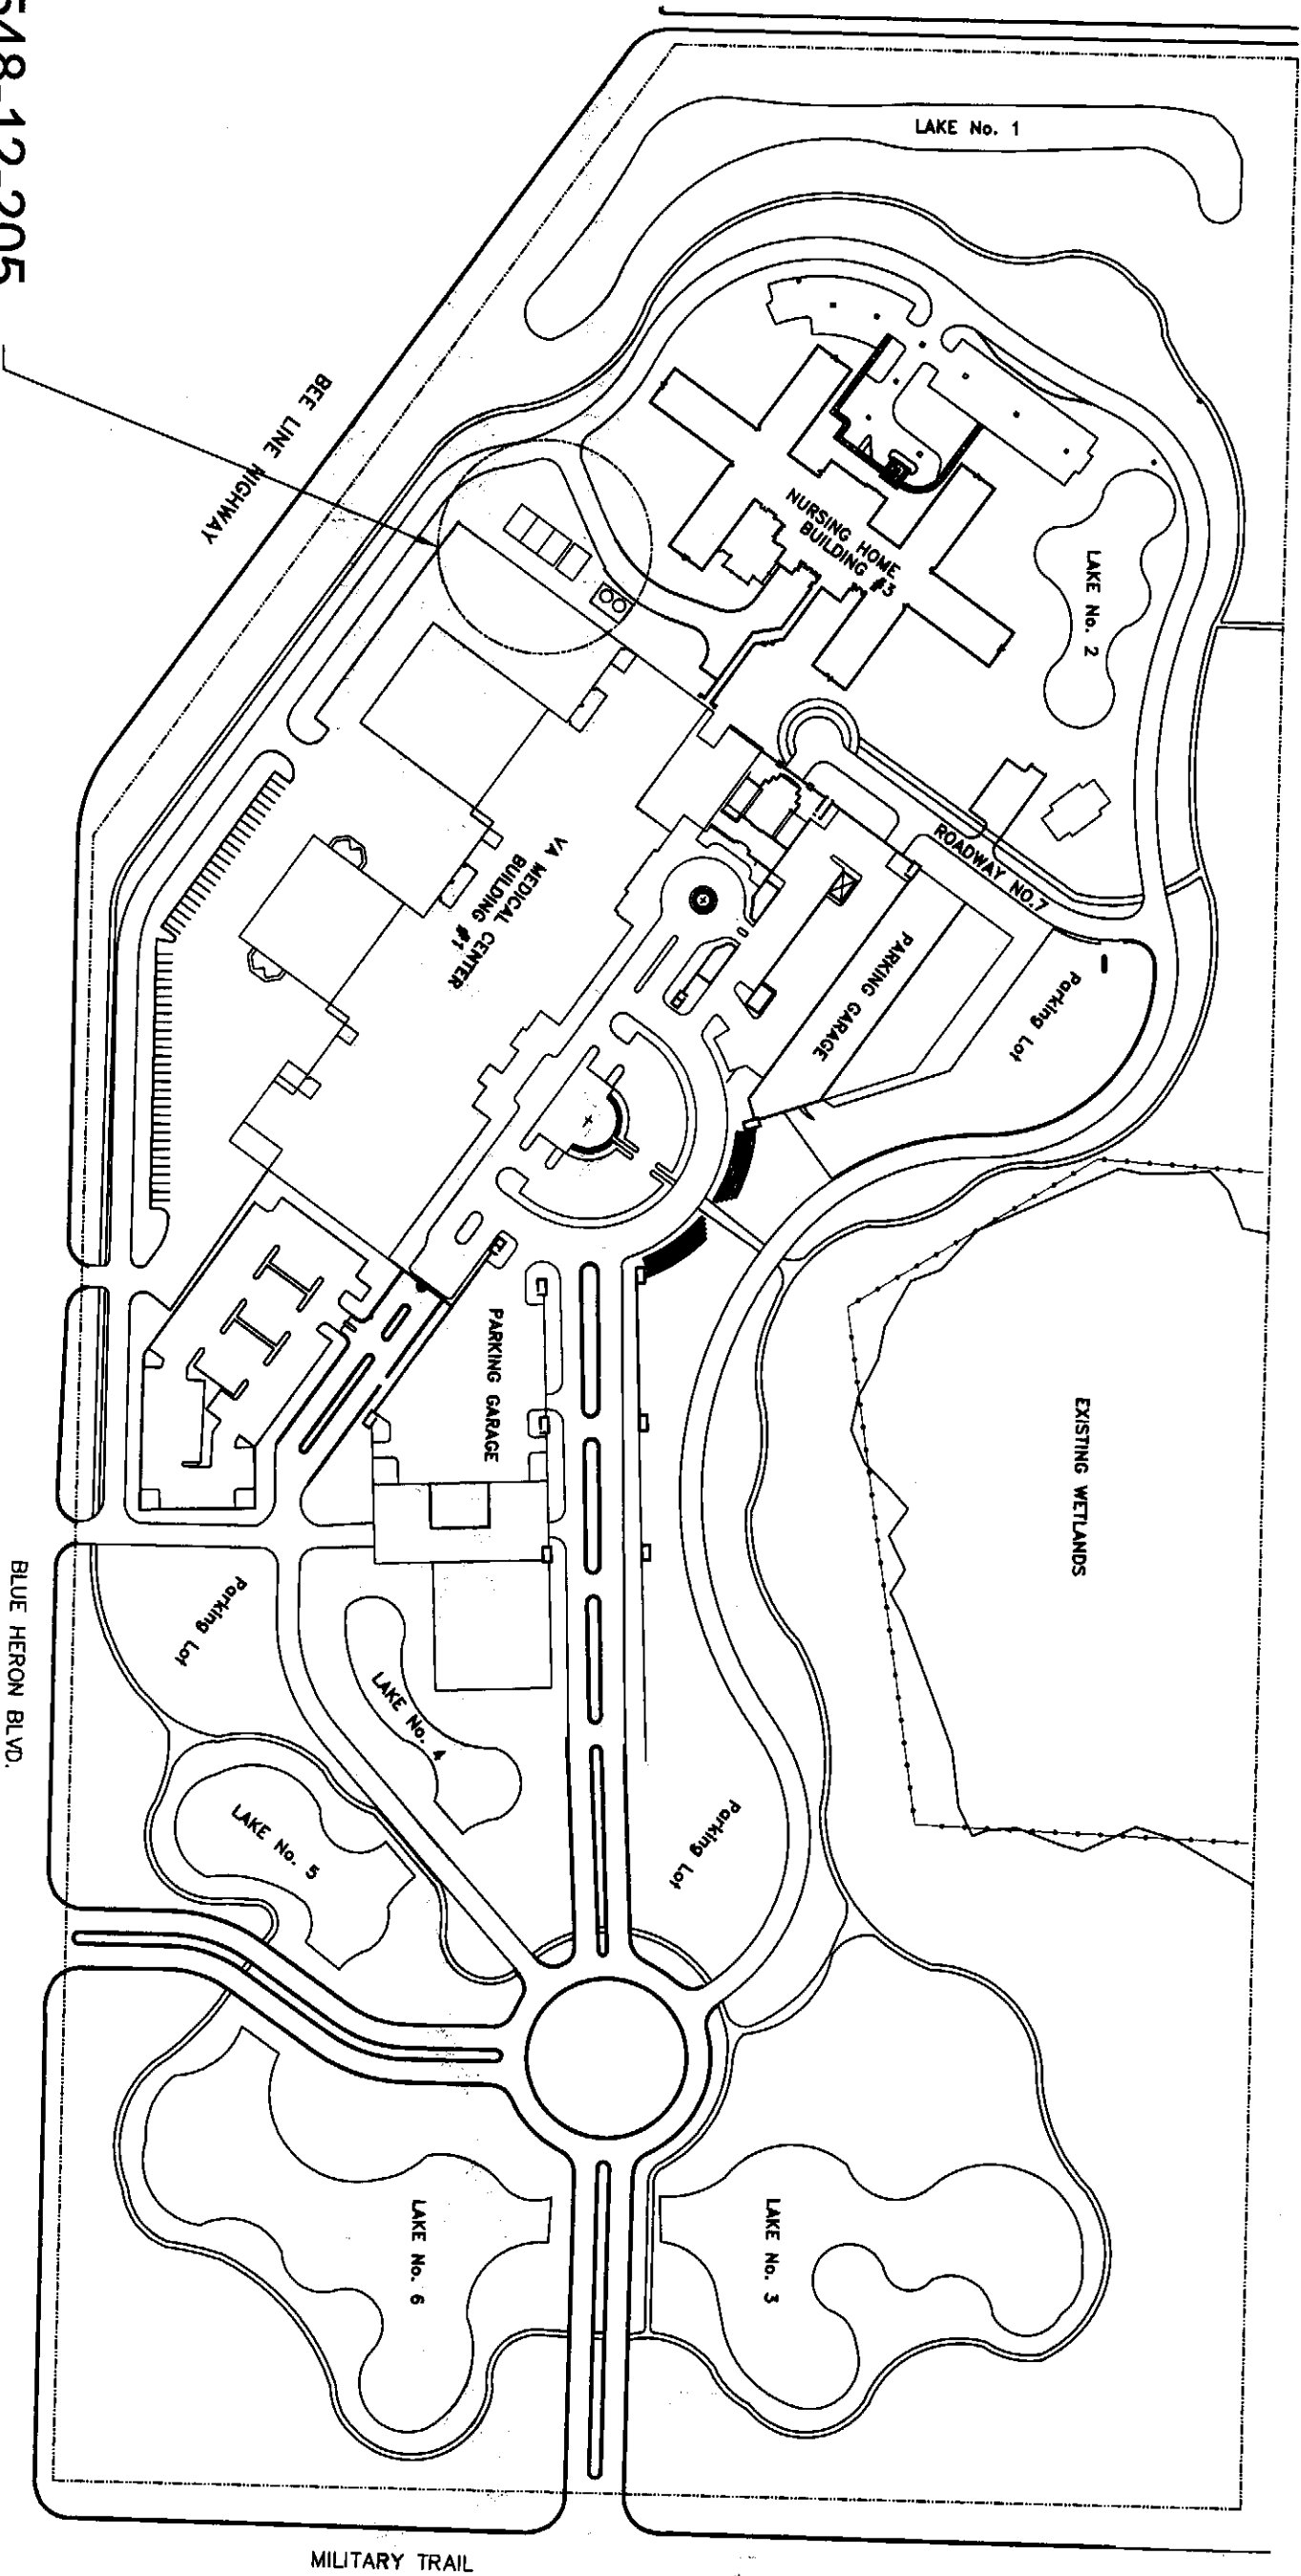 548-12-205
LAKE No. 1
BEE LINE HIGHWAY
NURSING HOME
BUILDING #3
LAKE No. 2
VA MEDICAL CENTER
BUILDING #1
ROADWAY NO.7
PARKING GARAGE
Parking Lot
PARKING GARAGE
EXISTING WETLANDS
Parking Lot
LAKE No. 4
LAKE No. 5
Parking Lot
BLUE HERON BLVD.
LAKE No. 6
LAKE No. 3
MILITARY TRAIL